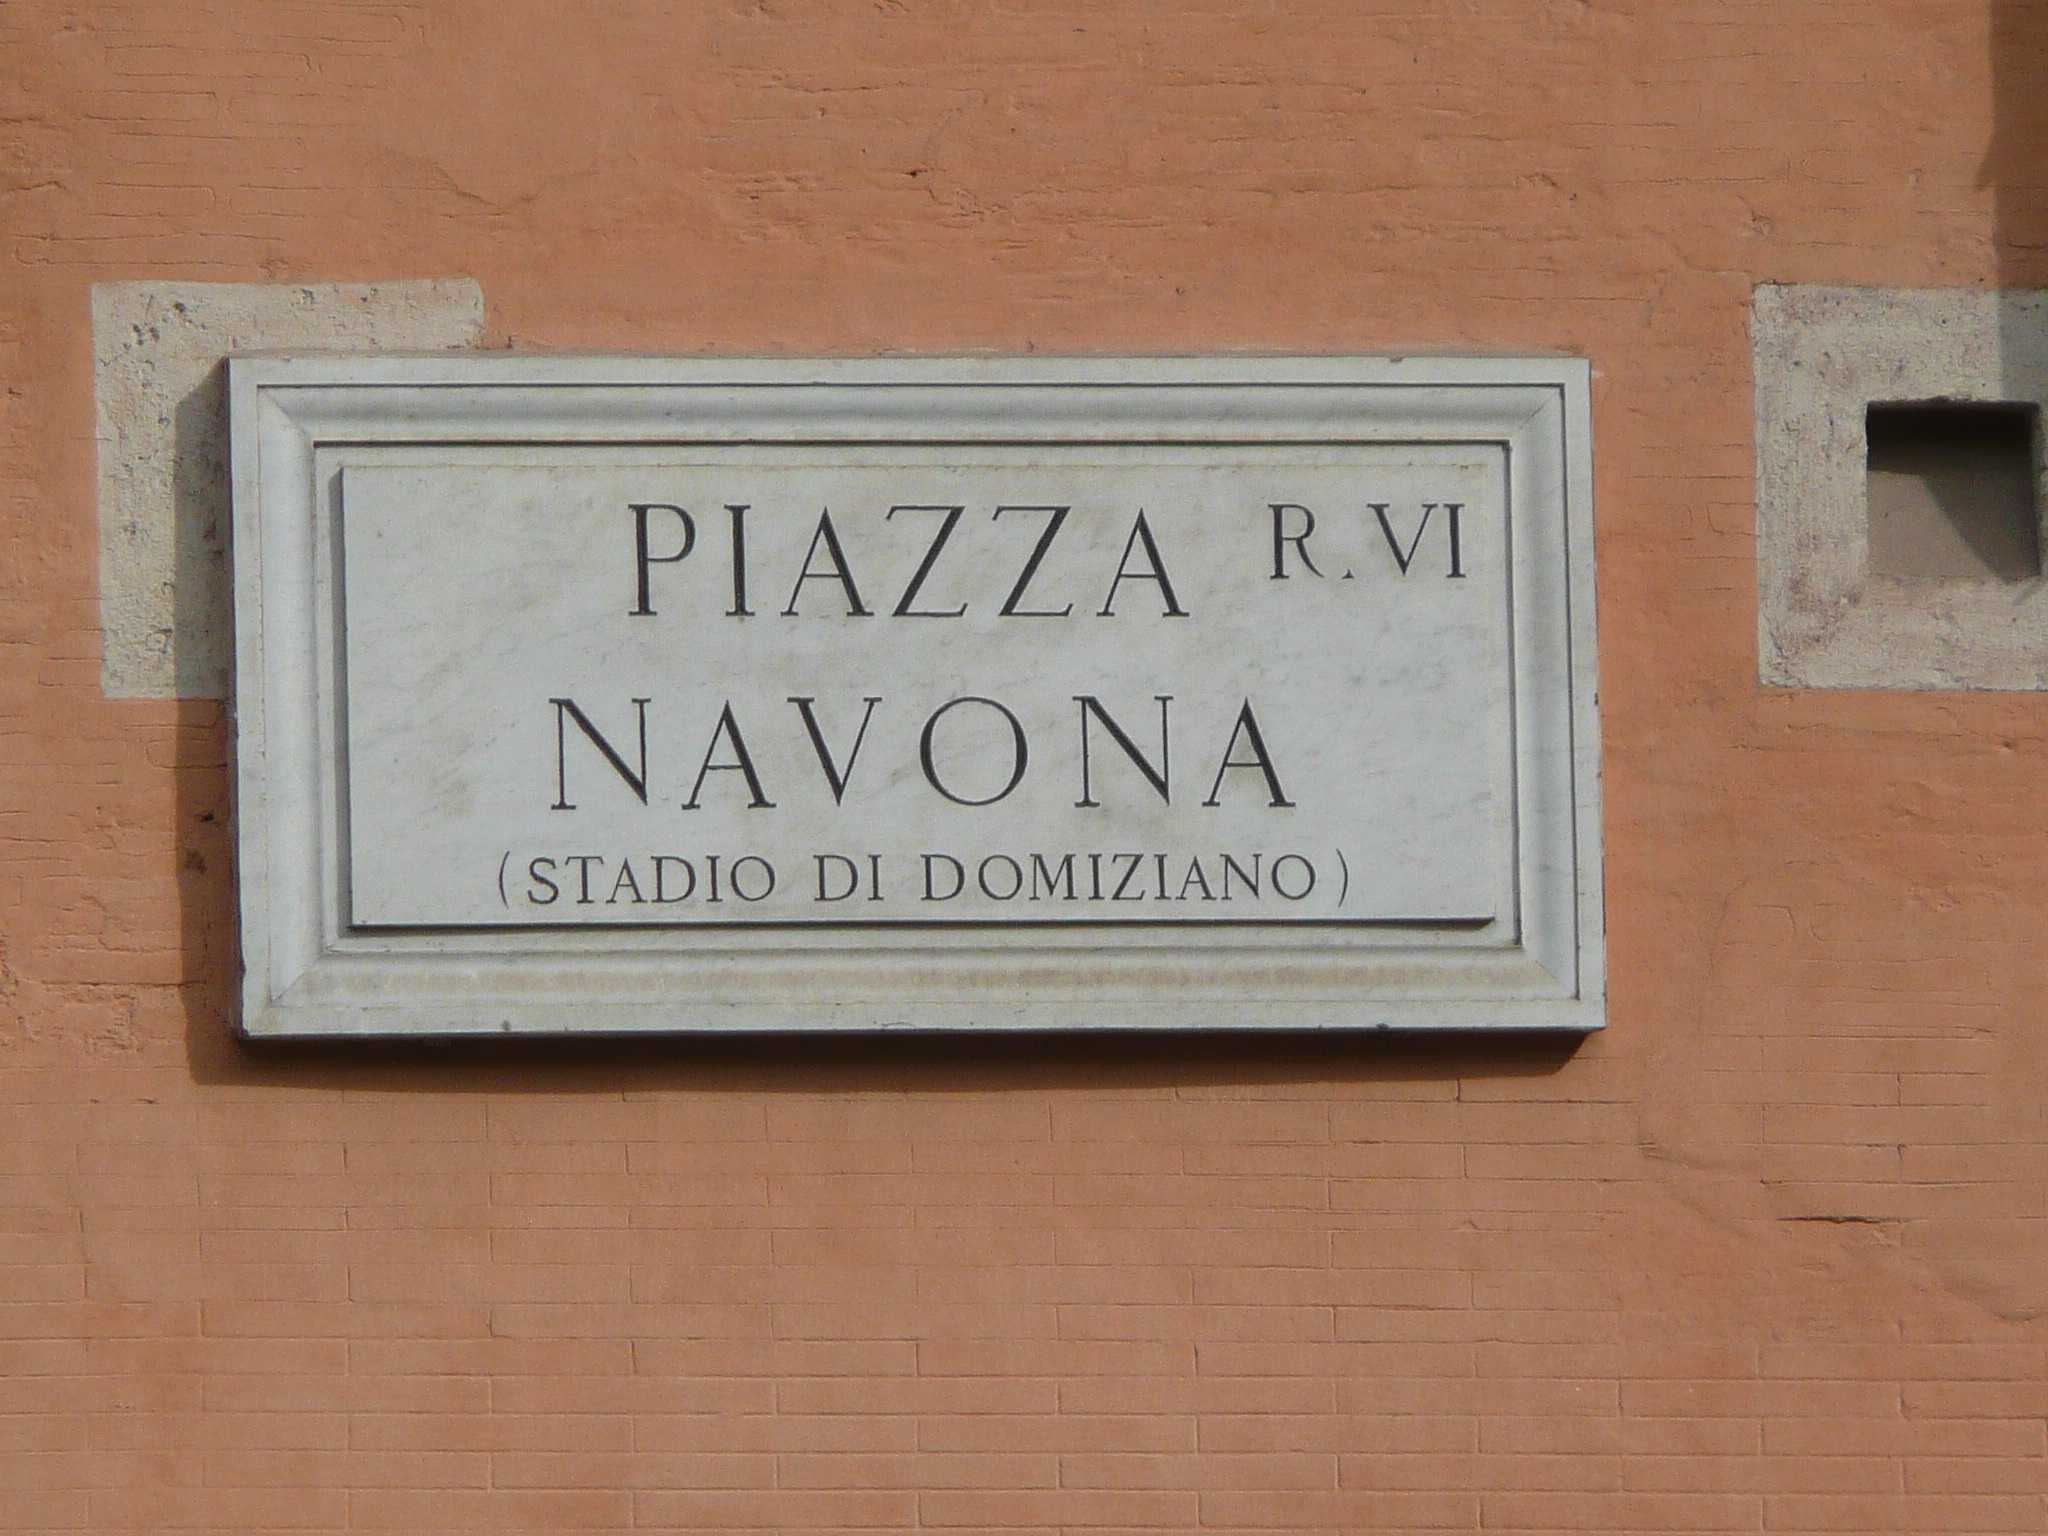 PIAZZA R. VI
NAVONA
(STADIO DI DOMIZIANO)